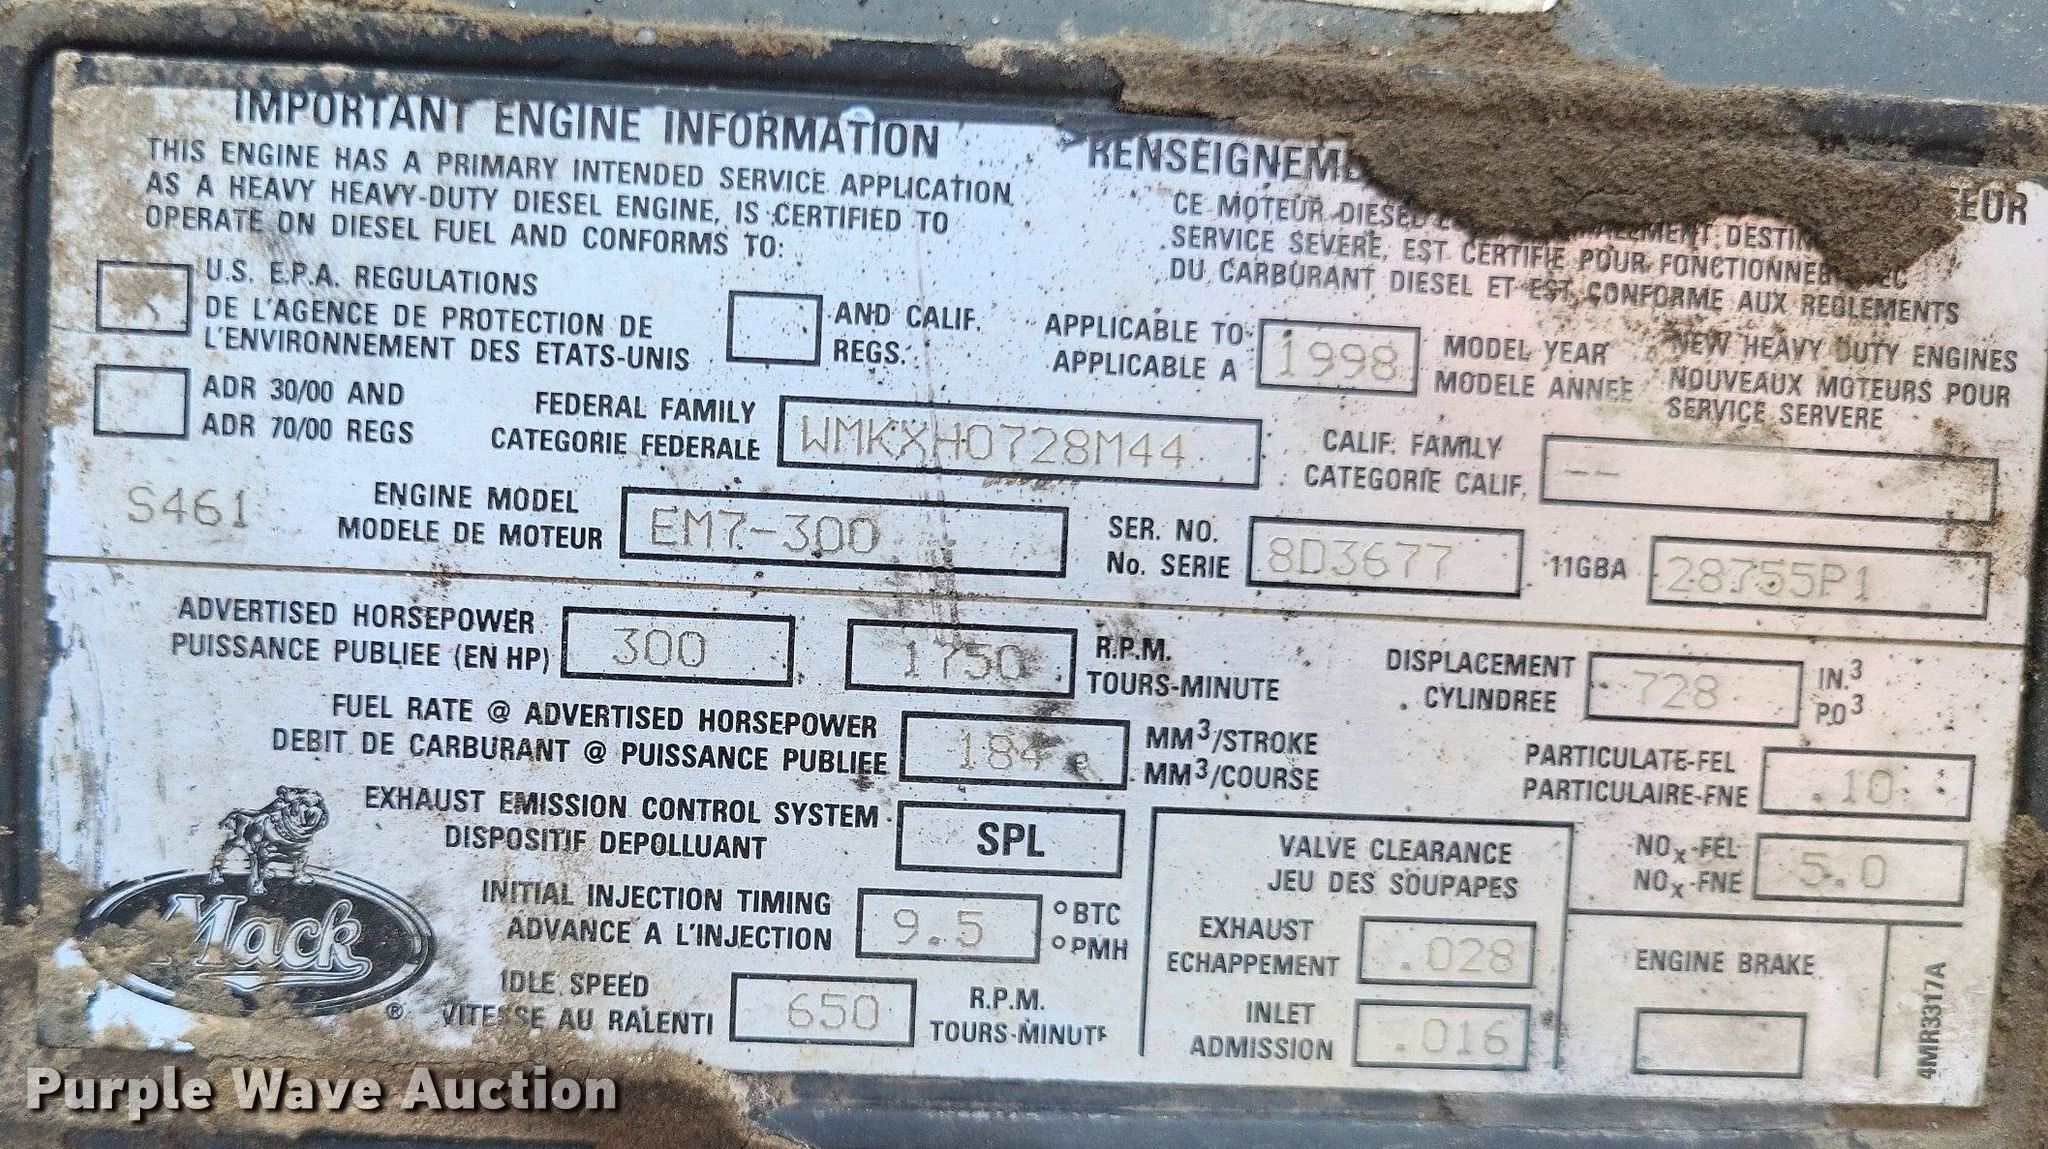 IMPORTANT ENGINE INFORMATION
THIS ENGINE HAS A PRIMARY INTENDED SERVICE APPLICATION
AS A HEAVY HEAVY-DUTY DIESEL ENGINE, IS CERTIFIED TO
OPERATE ON DIESEL FUEL AND CONFORMS TO:
CE MOTEUR DIESEL DESTIN
SERVICE SEVERE, EST CERTIFIE POUR FONCTIONNER
DU CARBURANT DIESEL ET EST CONFORME AUX REGLEMENTS
U.S. E.P.A. REGULATIONS
DE L'AGENCE DE PROTECTION DE
L'ENVIRONNEMENT DES ETATS-UNIS
AND CALIF.
REGS.
APPLICABLE TO
APPLICABLE A
1998
MODEL YEAR
MODELE ANNEE
NEW HEAVY DUTY ENGINES
NOUVEAUX MOTEURS POUR
SERVICE SERVERE
ADR 30/00 AND
ADR 70/00 REGS
FEDERAL FAMILY
CATEGORIE FEDERALE
WMKXH0728M44
CALIF. FAMILY
CATEGORIE CALIF.
--
S461
ENGINE MODEL
MODELE DE MOTEUR
EM7-300
SER. NO.
No. SERIE
8D3677
11GBA
28755P1
ADVERTISED HORSEPOWER
PUISSANCE PUBLIEE (EN HP)
300
1750
R.P.M.
TOURS-MINUTE
DISPLACEMENT
CYLINDREE
728
IN.³
PO³
FUEL RATE @ ADVERTISED HORSEPOWER
DEBIT DE CARBURANT @ PUISSANCE PUBLIEE
184
MM³/STROKE
MM³/COURSE
PARTICULATE-FEL
PARTICULAIRE-FNE
.10
EXHAUST EMISSION CONTROL SYSTEM
DISPOSITIF DEPOLLUANT
SPL
VALVE CLEARANCE
JEU DES SOUPAPES
NOx-FEL
NOx-FNE
5.0
INITIAL INJECTION TIMING
ADVANCE A L'INJECTION
9.5
°BTC
°PMH
EXHAUST
ECHAPPEMENT
.028
ENGINE BRAKE
IDLE SPEED
VITESSE AU RALENTI
650
R.P.M.
TOURS-MINUTE
INLET
ADMISSION
.016
4MR3317A
Mack
®
Purple Wave Auction